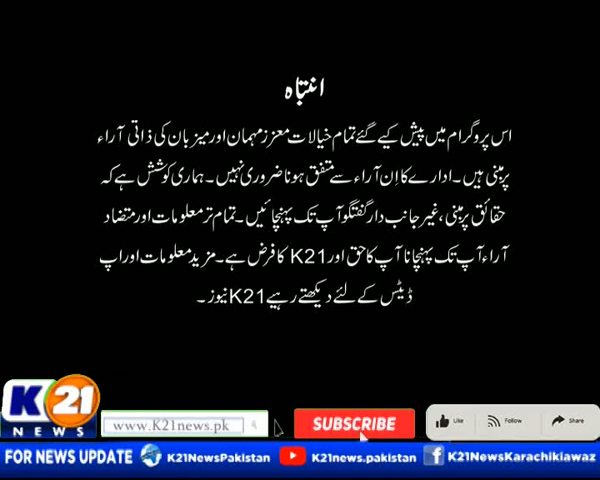 انتباہ
اس پروگرام میں پیش کیے گئے تمام خیالات معزز مہمان اور میزبان کی ذاتی آراء
پر مبنی ہیں۔ ادارے کا اِن آراء سے متفق ہونا ضروری نہیں۔ ہماری کوشش ہے کہ
حقائق پر مبنی، غیر جانب دار گفتگو آپ تک پہنچائیں۔ تمام تر معلومات اور متضاد
آراء آپ تک پہنچانا آپ کا حق اور K21 کا فرض ہے۔ مزید معلومات اور اپ
ڈیٹس کے لئے دیکھتے رہیے K21 نیوز۔
K21
NEWS
www.K21news.pk
SUBSCRIBE
Like
Follow
Share
FOR NEWS UPDATE
K21NewsPakistan
K21news.pakistan
K21NewsKarachikiawaz